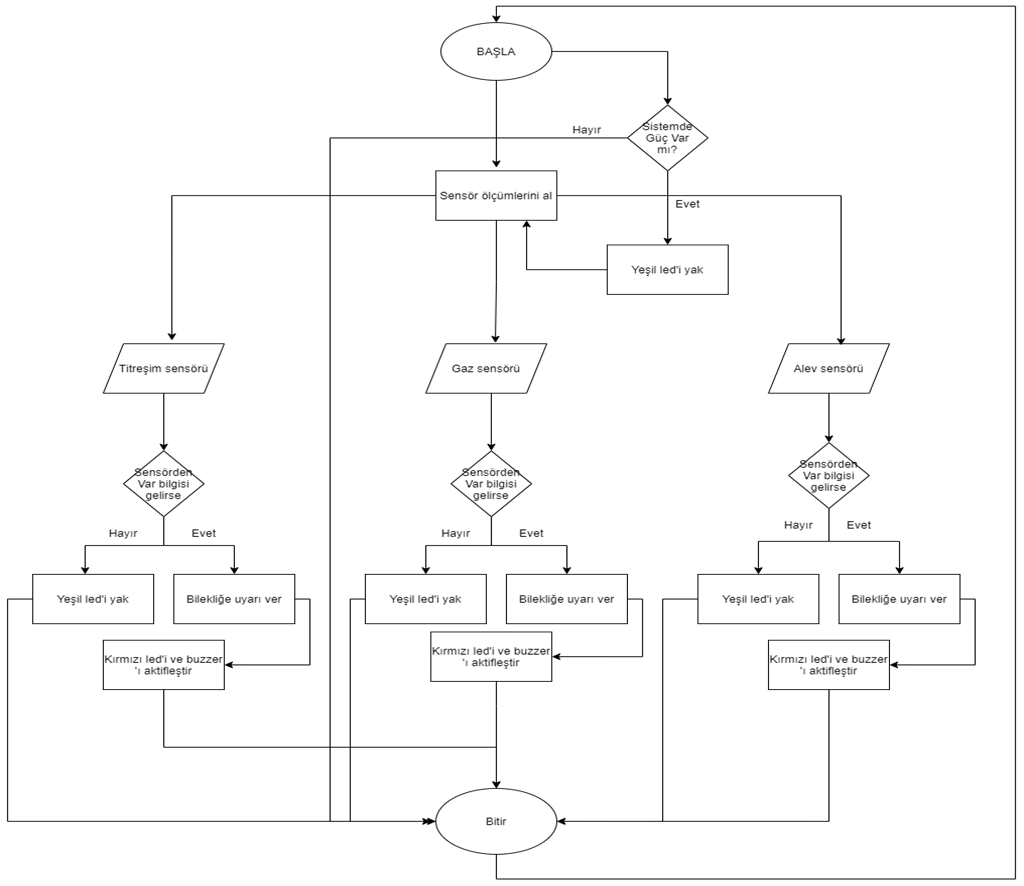 BAŞLA
Hayır
Sistemde
Güç Var
mı?
Sensör ölçümlerini al
Evet
Yeşil led'i yak
Titreşim sensörü
Gaz sensörü
Alev sensörü
Sensörden
Var bilgisi
gelirse
Sensörden
Var bilgisi
gelirse
Sensörden
Var bilgisi
gelirse
Hayır
Evet
Hayır
Evet
Hayır
Evet
Yeşil led'i yak
Bilekliğe uyarı ver
Yeşil led'i yak
Bilekliğe uyarı ver
Yeşil led'i yak
Bilekliğe uyarı ver
Kırmızı led'i ve buzzer
'ı aktifleştir
Kırmızı led'i ve buzzer
'ı aktifleştir
Kırmızı led'i ve buzzer
'ı aktifleştir
Bitir